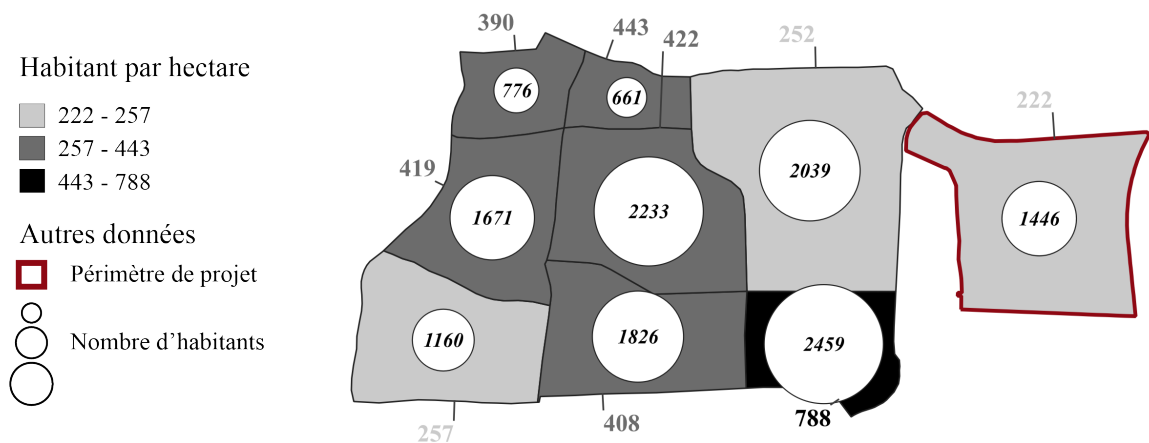 Habitant par hectare
222 - 257
257 - 443
443 - 788
Autres données
Périmètre de projet
Nombre d'habitants
390
443
422
252
222
776
661
2039
419
1671
2233
1446
1160
1826
2459
257
408
788